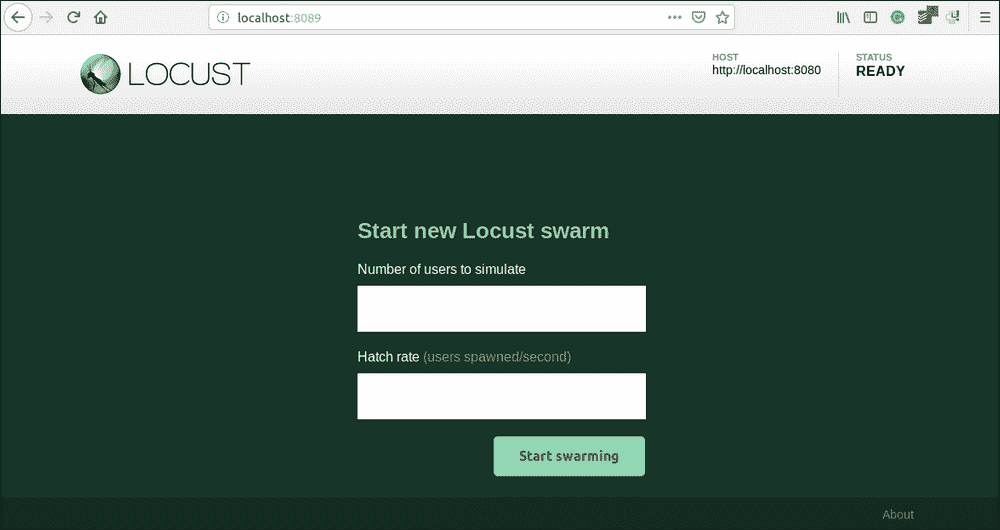 localhost:8089
LOCUST
HOST
http://localhost:8080
STATUS
READY
Start new Locust swarm
Number of users to simulate
Hatch rate (users spawned/second)
Start swarming
About